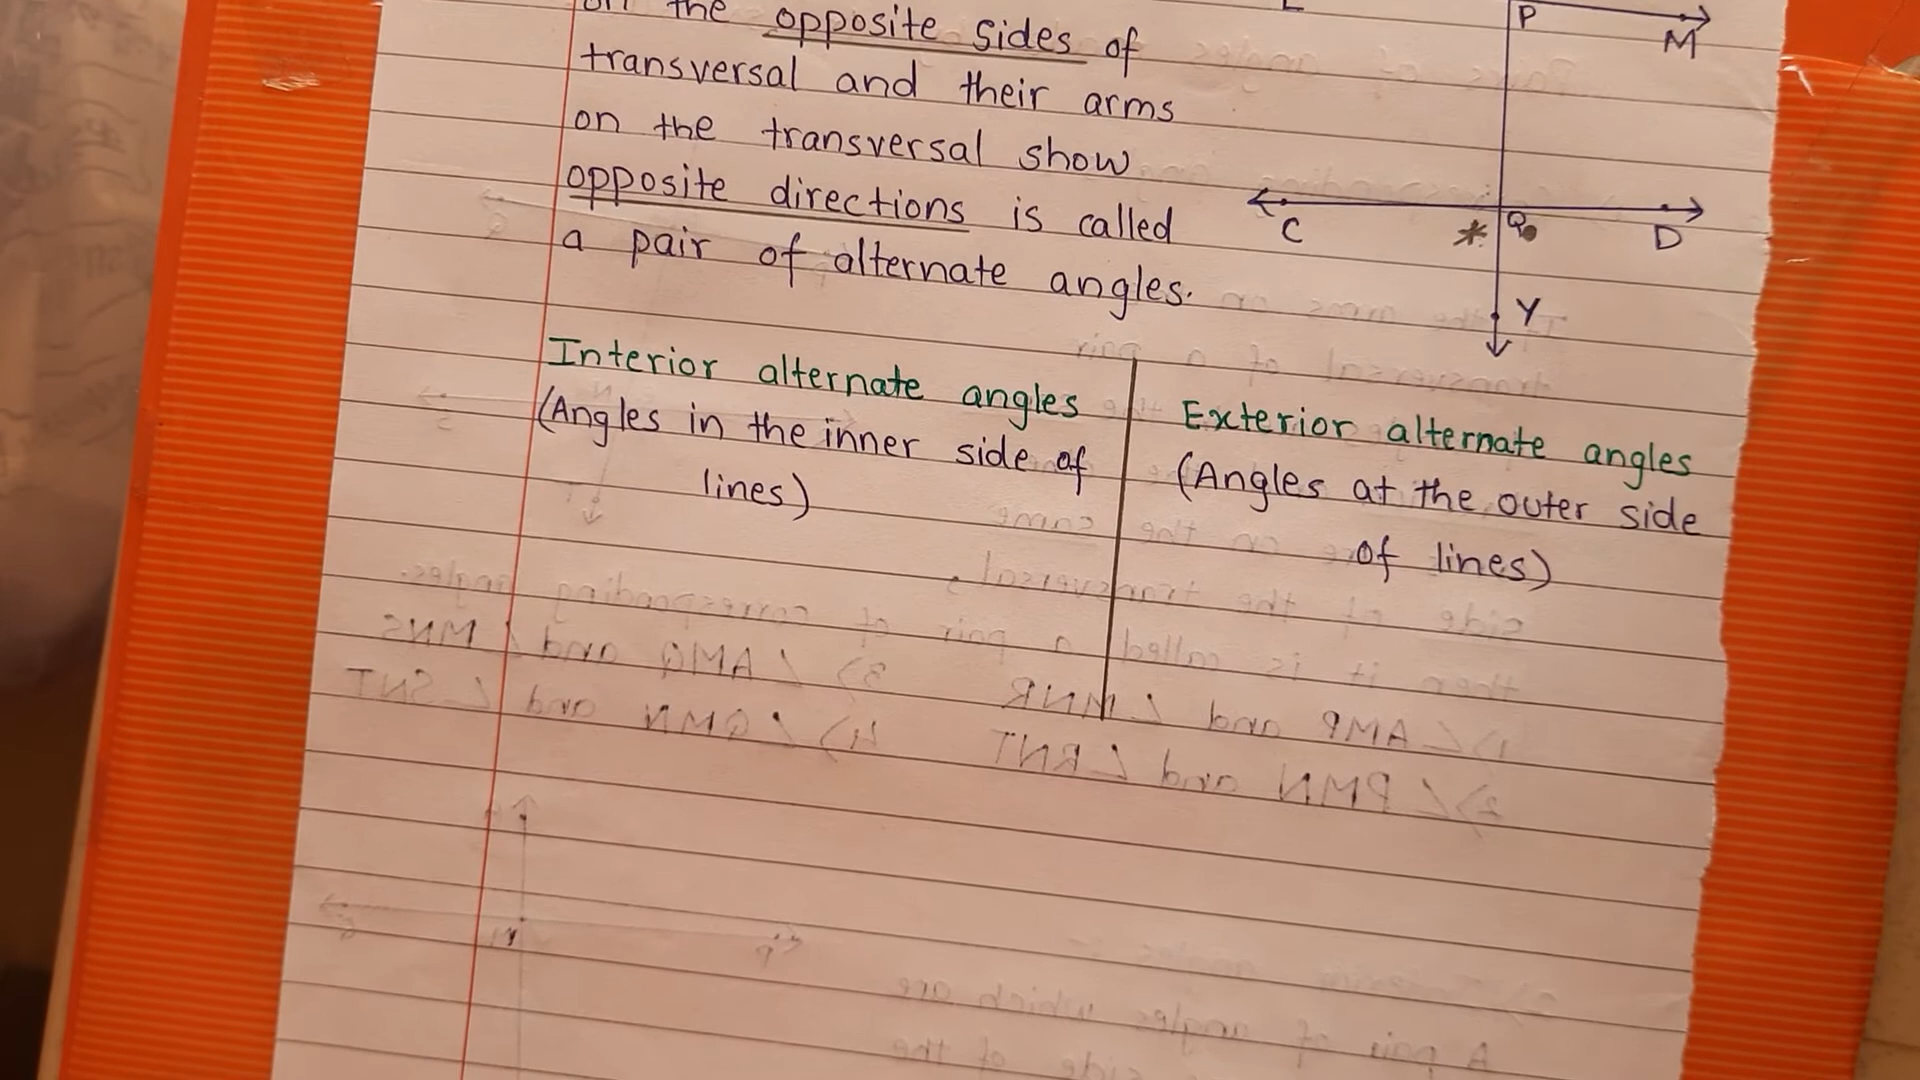 on the opposite sides of
transversal and their arms
on the transversal show
opposite directions is called
a pair of alternate angles.
P
M
C
Q
D
Y
Interior alternate angles
(Angles in the inner side of
lines)
Exterior alternate angles
(Angles at the outer side
of lines)